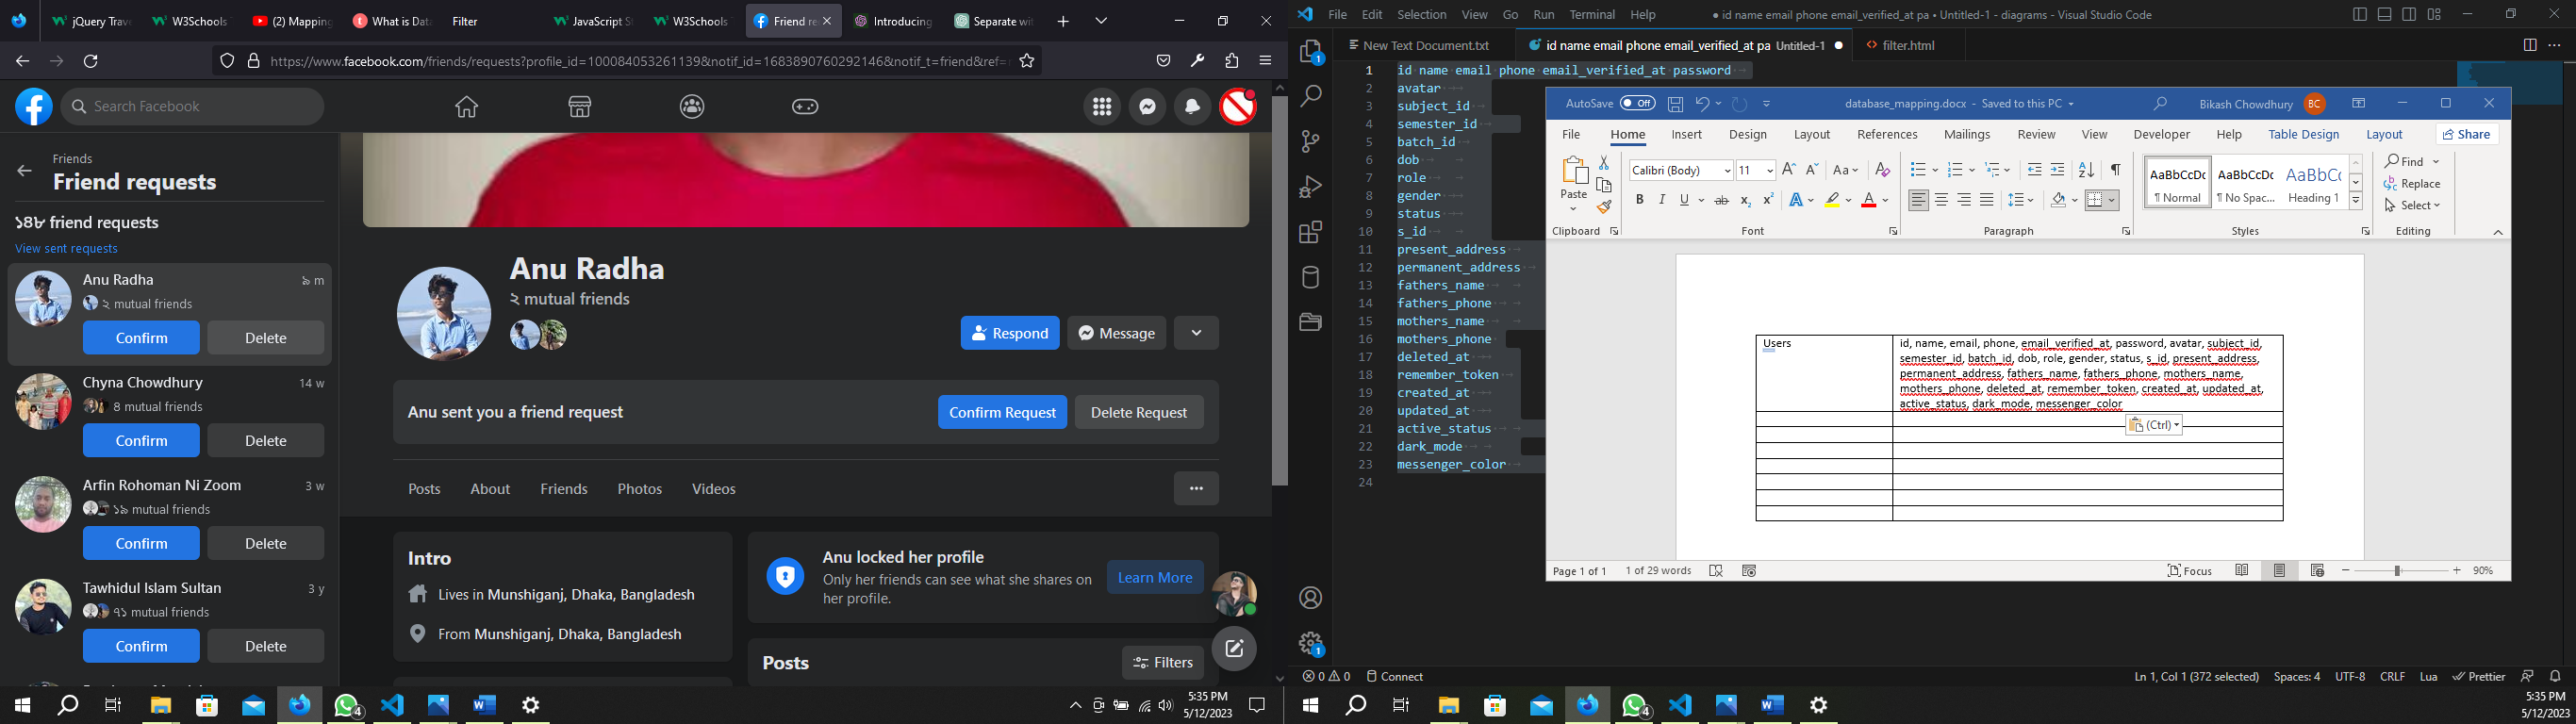 jQuery Trave
W3Schools
(2) Mapping
What is Data
Filter
JavaScript St
W3Schools
Friend re
Introducing
Separate wit
https://www.facebook.com/friends/requests?profile_id=100084053261139&notif_id=1683890760292146&notif_t=friend&ref=
Search Facebook
Friends
Friend requests
১৪৮ friend requests
View sent requests
Anu Radha
৯ m
২ mutual friends
Confirm
Delete
Chyna Chowdhury
14 w
8 mutual friends
Confirm
Delete
Arfin Rohoman Ni Zoom
3 w
১৯ mutual friends
Confirm
Delete
Tawhidul Islam Sultan
3 y
৭১ mutual friends
Confirm
Delete
Anu Radha
২ mutual friends
Respond
Message
Anu sent you a friend request
Confirm Request
Delete Request
Posts
About
Friends
Photos
Videos
Intro
Lives in Munshiganj, Dhaka, Bangladesh
From Munshiganj, Dhaka, Bangladesh
Anu locked her profile
Only her friends can see what she shares on
her profile.
Learn More
Posts
Filters
4
5:35 PM
5/12/2023
File Edit Selection View Go Run Terminal Help
● id name email phone email_verified_at pa • Untitled-1 - diagrams - Visual Studio Code
New Text Document.txt
id name email phone email_verified_at pa Untitled-1
filter.html
1 id name email phone email_verified_at password
2 avatar
3 subject_id
4 semester_id
5 batch_id
6 dob
7 role
8 gender
9 status
10 s_id
11 present_address
12 permanent_address
13 fathers_name
14 fathers_phone
15 mothers_name
16 mothers_phone
17 deleted_at
18 remember_token
19 created_at
20 updated_at
21 active_status
22 dark_mode
23 messenger_color
24
1
1
AutoSave Off
database_mapping.docx - Saved to this PC
Bikash Chowdhury BC
File Home Insert Design Layout References Mailings Review View Developer Help Table Design Layout Share
Paste
Clipboard
Calibri (Body) 11
Aa
B I U ab x₂ x² A A
Font
Paragraph
AaBbCcDc
¶ Normal
AaBbCcDc
¶ No Spac...
AaBbC
Heading 1
Styles
Find
Replace
Select
Editing
Users
id, name, email, phone, email_verified_at, password, avatar, subject_id,
semester_id, batch_id, dob, role, gender, status, s_id, present_address,
permanent_address, fathers_name, fathers_phone, mothers_name,
mothers_phone, deleted_at, remember_token, created_at, updated_at,
active_status, dark_mode, messenger_color
(Ctrl)
Page 1 of 1 1 of 29 words
Focus
90%
0 0 Connect
Ln 1, Col 1 (372 selected) Spaces: 4 UTF-8 CRLF Lua Prettier
4
5:35 PM
5/12/2023